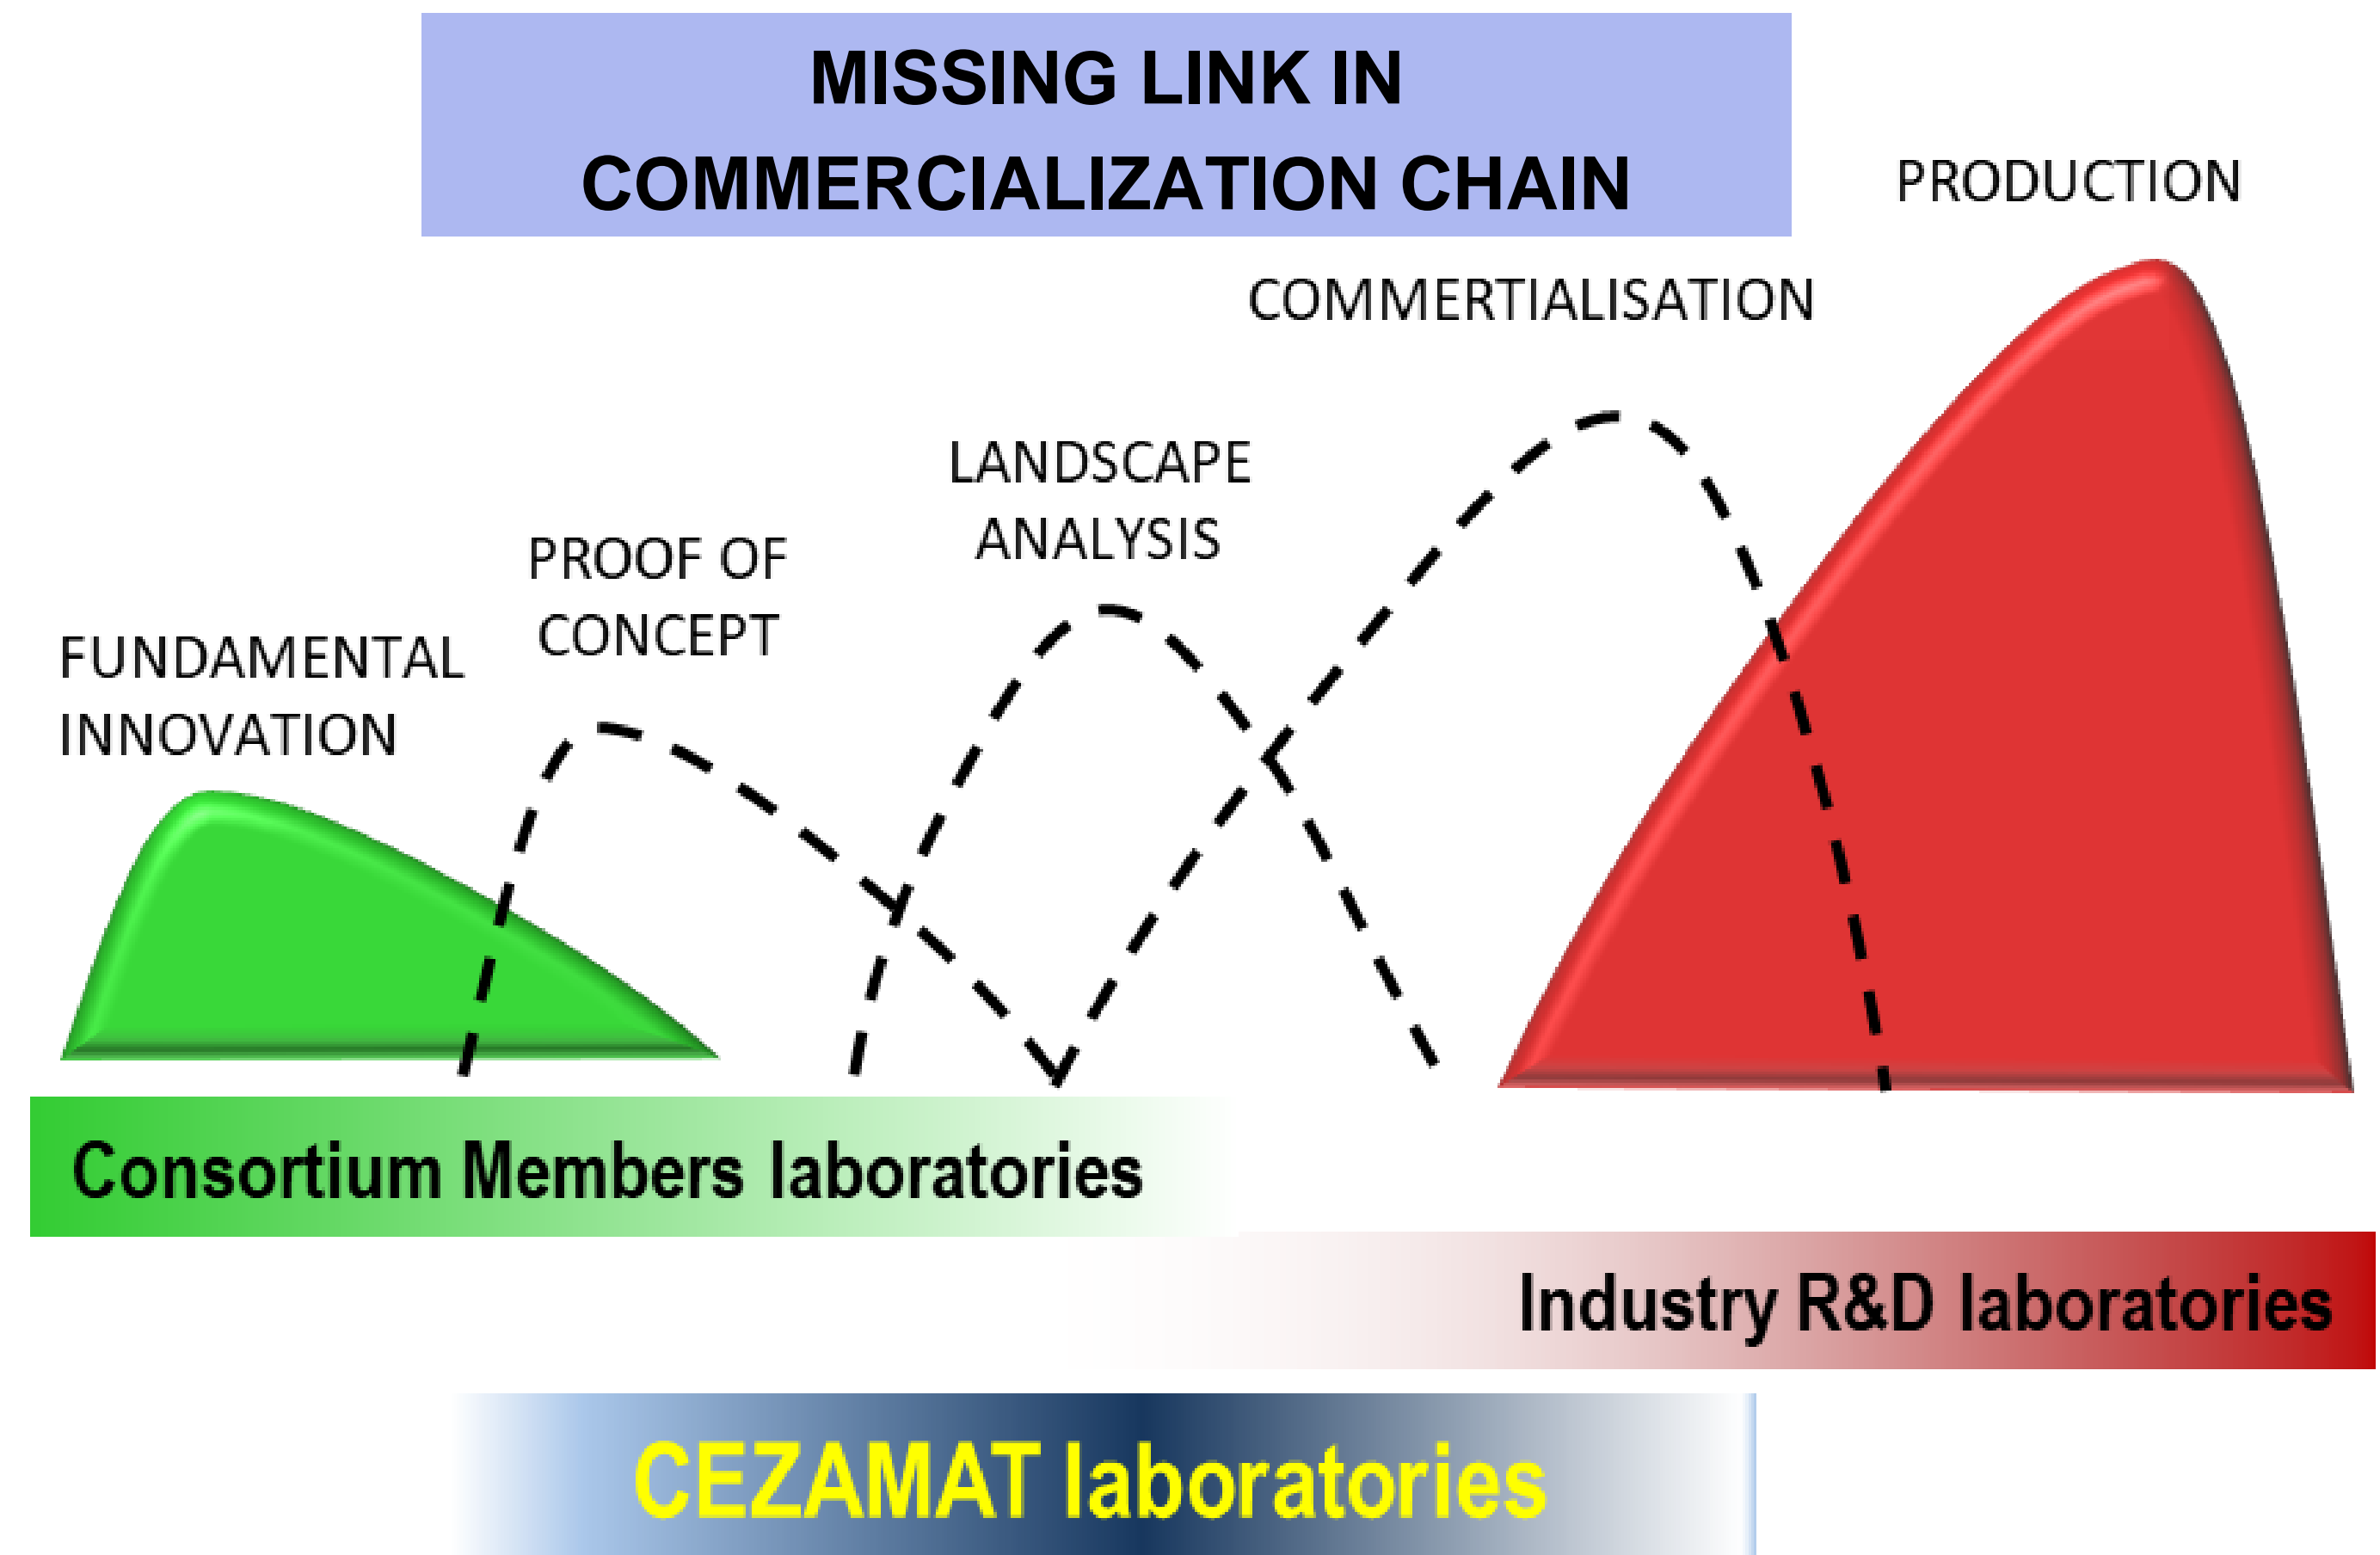 MISSING LINK IN
COMMERCIALIZATION CHAIN
PRODUCTION
COMMERTIALISATION
LANDSCAPE
ANALYSIS
PROOF OF
CONCEPT
FUNDAMENTAL
INNOVATION
Consortium Members laboratories
Industry R&D laboratories
CEZAMAT laboratories